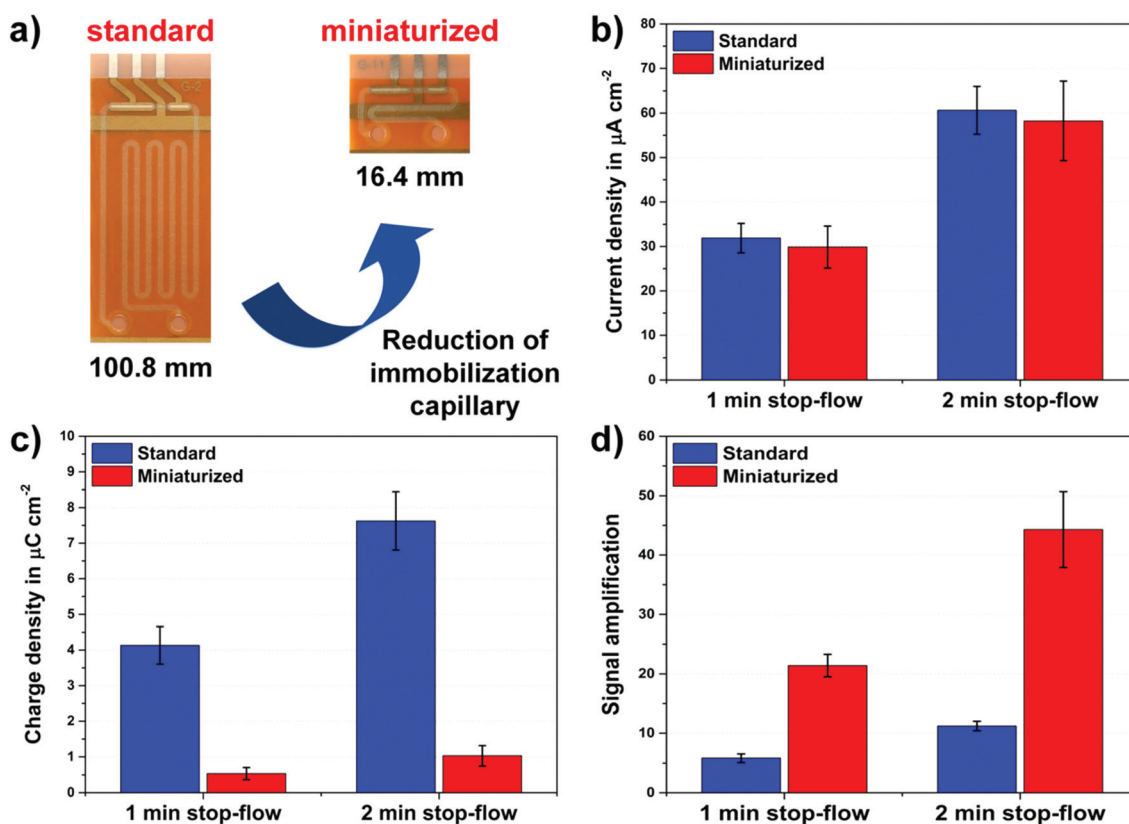 a)
standard
miniaturized
G-2
G-11
16.4 mm
100.8 mm
Reduction of
immobilization
capillary
b)
Standard
Miniaturized
Current density in µA cm⁻²
80
70
60
50
40
30
20
10
0
1 min stop-flow
2 min stop-flow
c)
Standard
Miniaturized
Charge density in µC cm⁻²
10
9
8
7
6
5
4
3
2
1
0
1 min stop-flow
2 min stop-flow
d)
Standard
Miniaturized
Signal amplification
60
50
40
30
20
10
0
1 min stop-flow
2 min stop-flow